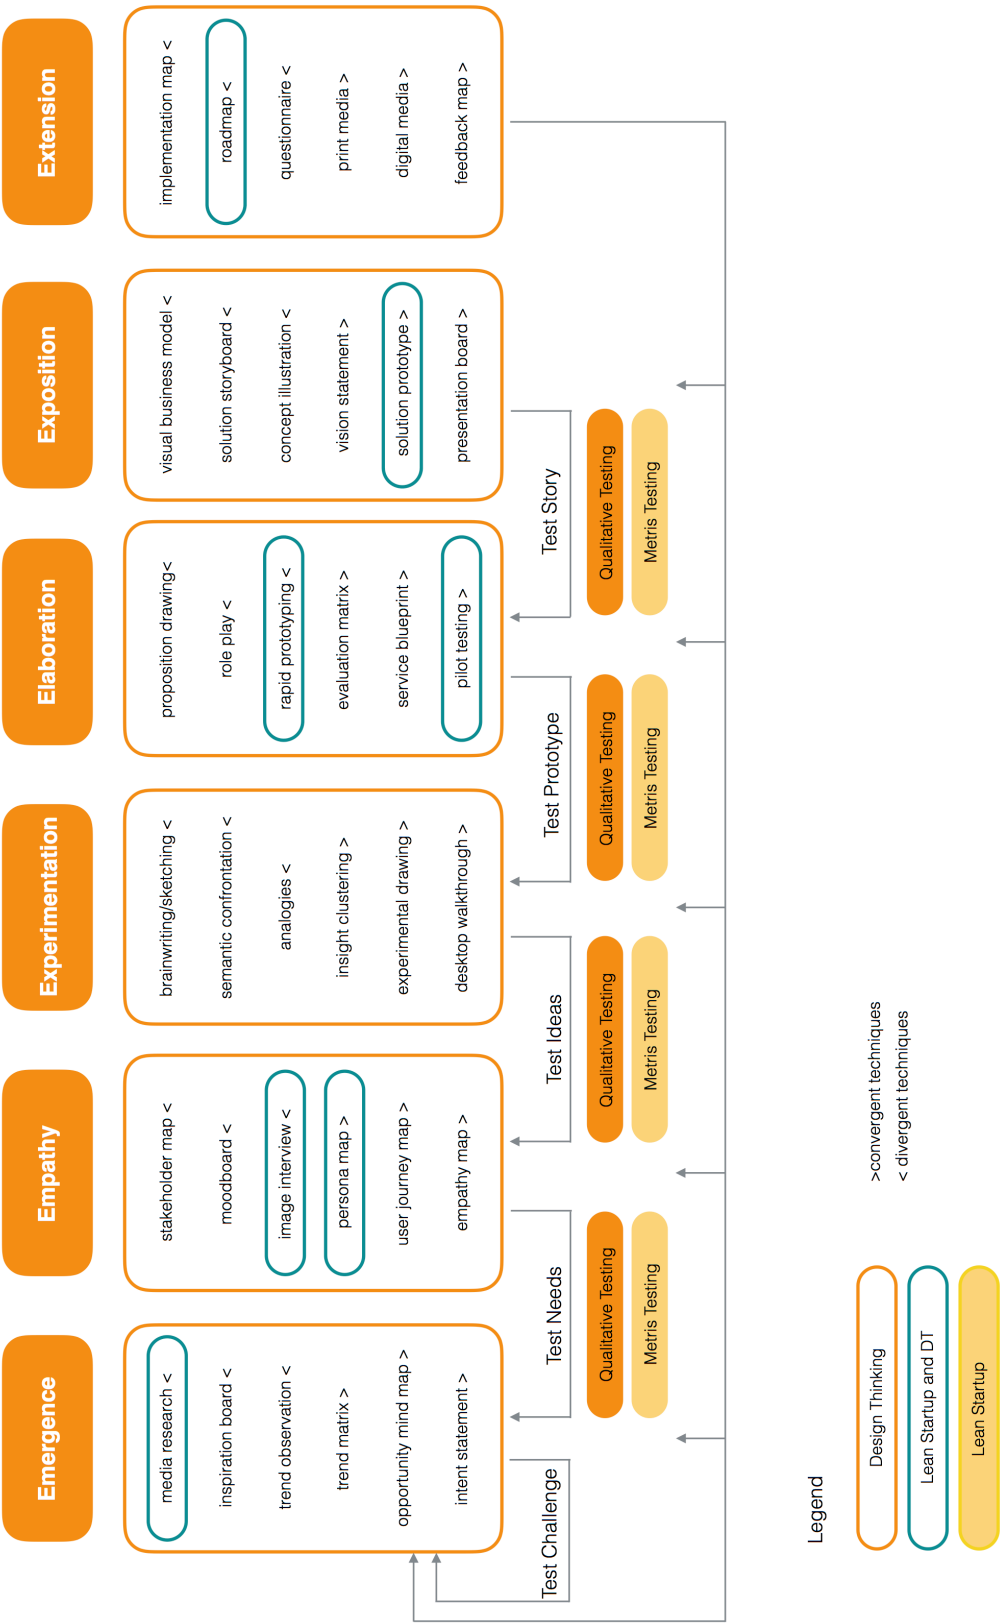 Emergence
media research <
inspiration board <
trend observation <
trend matrix >
opportunity mind map >
intent statement >
Empathy
stakeholder map <
moodboard <
image interview <
persona map >
user journey map >
empathy map >
Experimentation
brainwriting/sketching <
semantic confrontation <
analogies <
insight clustering >
experimental drawing >
desktop walkthrough >
Elaboration
proposition drawing<
role play <
rapid prototyping <
evaluation matrix >
service blueprint >
pilot testing >
Exposition
visual business model <
solution storyboard <
concept illustration <
vision statement >
solution prototype >
presentation board >
Extension
implementation map <
roadmap <
questionnaire <
print media >
digital media >
feedback map >
Test Challenge
Test Needs
Qualitative Testing
Metris Testing
Test Ideas
Qualitative Testing
Metris Testing
Test Prototype
Qualitative Testing
Metris Testing
Test Story
Qualitative Testing
Metris Testing
Legend
Design Thinking
Lean Startup and DT
Lean Startup
>convergent techniques
< divergent techniques